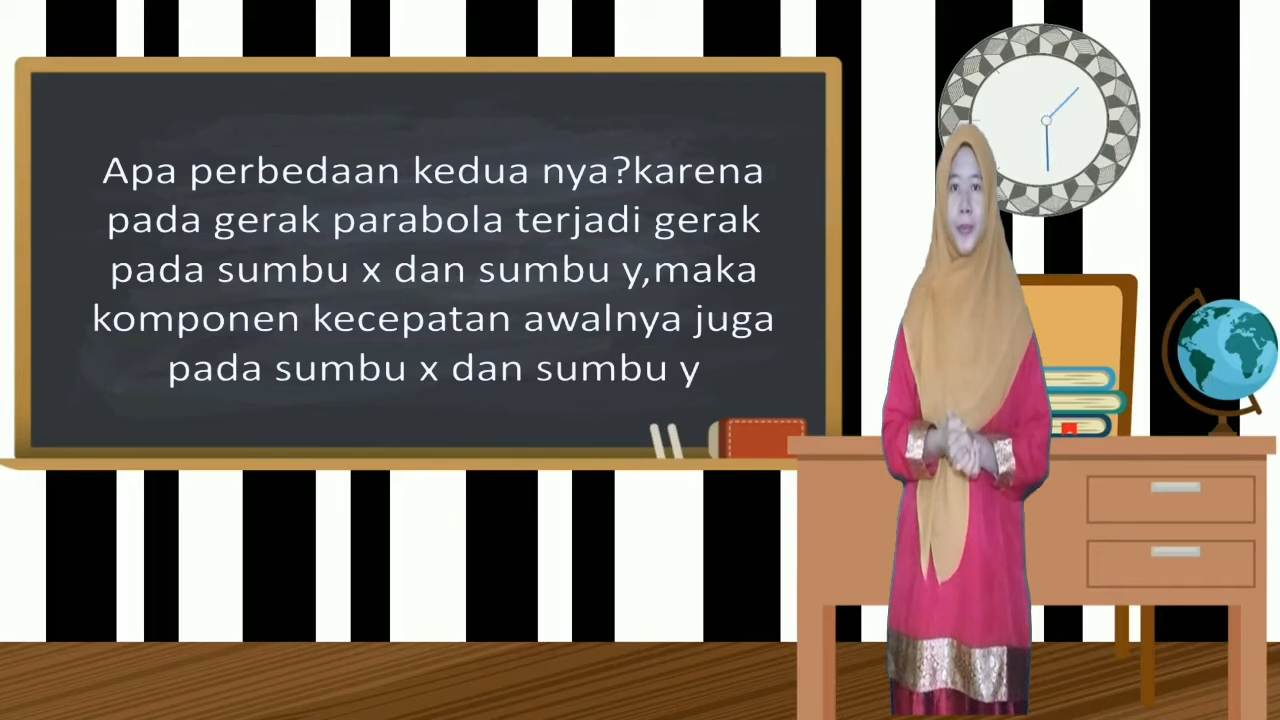 Apa perbedaan kedua nya?karena
pada gerak parabola terjadi gerak
pada sumbu x dan sumbu y,maka
komponen kecepatan awalnya juga
pada sumbu x dan sumbu y